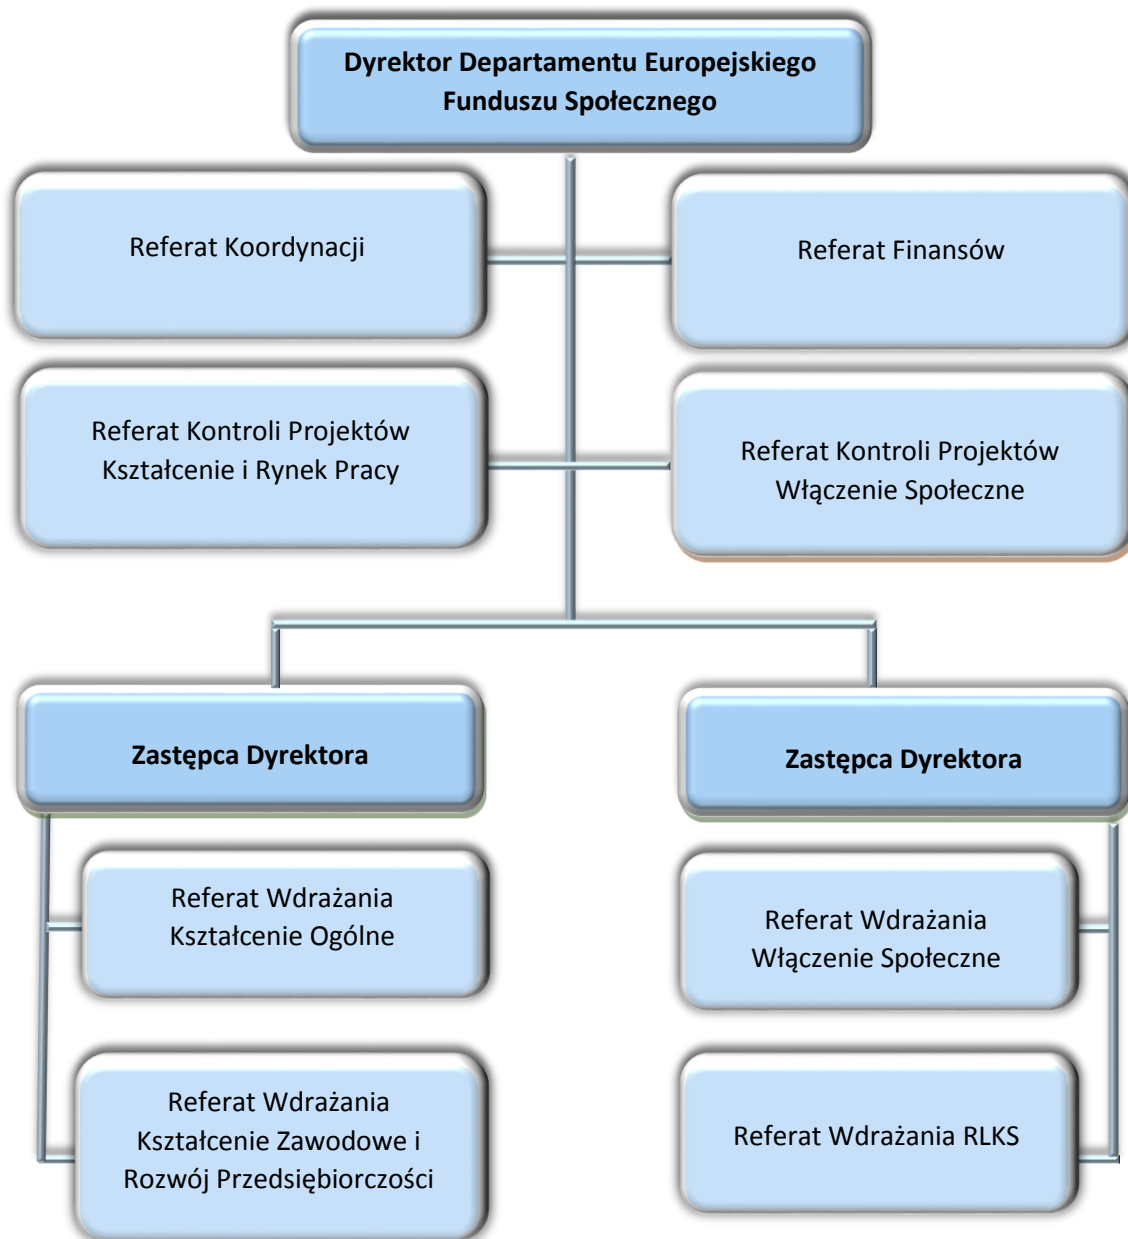 Dyrektor Departamentu Europejskiego
Funduszu Społecznego
Referat Koordynacji
Referat Finansów
Referat Kontroli Projektów
Kształcenie i Rynek Pracy
Referat Kontroli Projektów
Włączenie Społeczne
Zastępca Dyrektora
Zastępca Dyrektora
Referat Wdrażania
Kształcenie Ogólne
Referat Wdrażania
Włączenie Społeczne
Referat Wdrażania
Kształcenie Zawodowe i
Rozwój Przedsiębiorczości
Referat Wdrażania RLKS